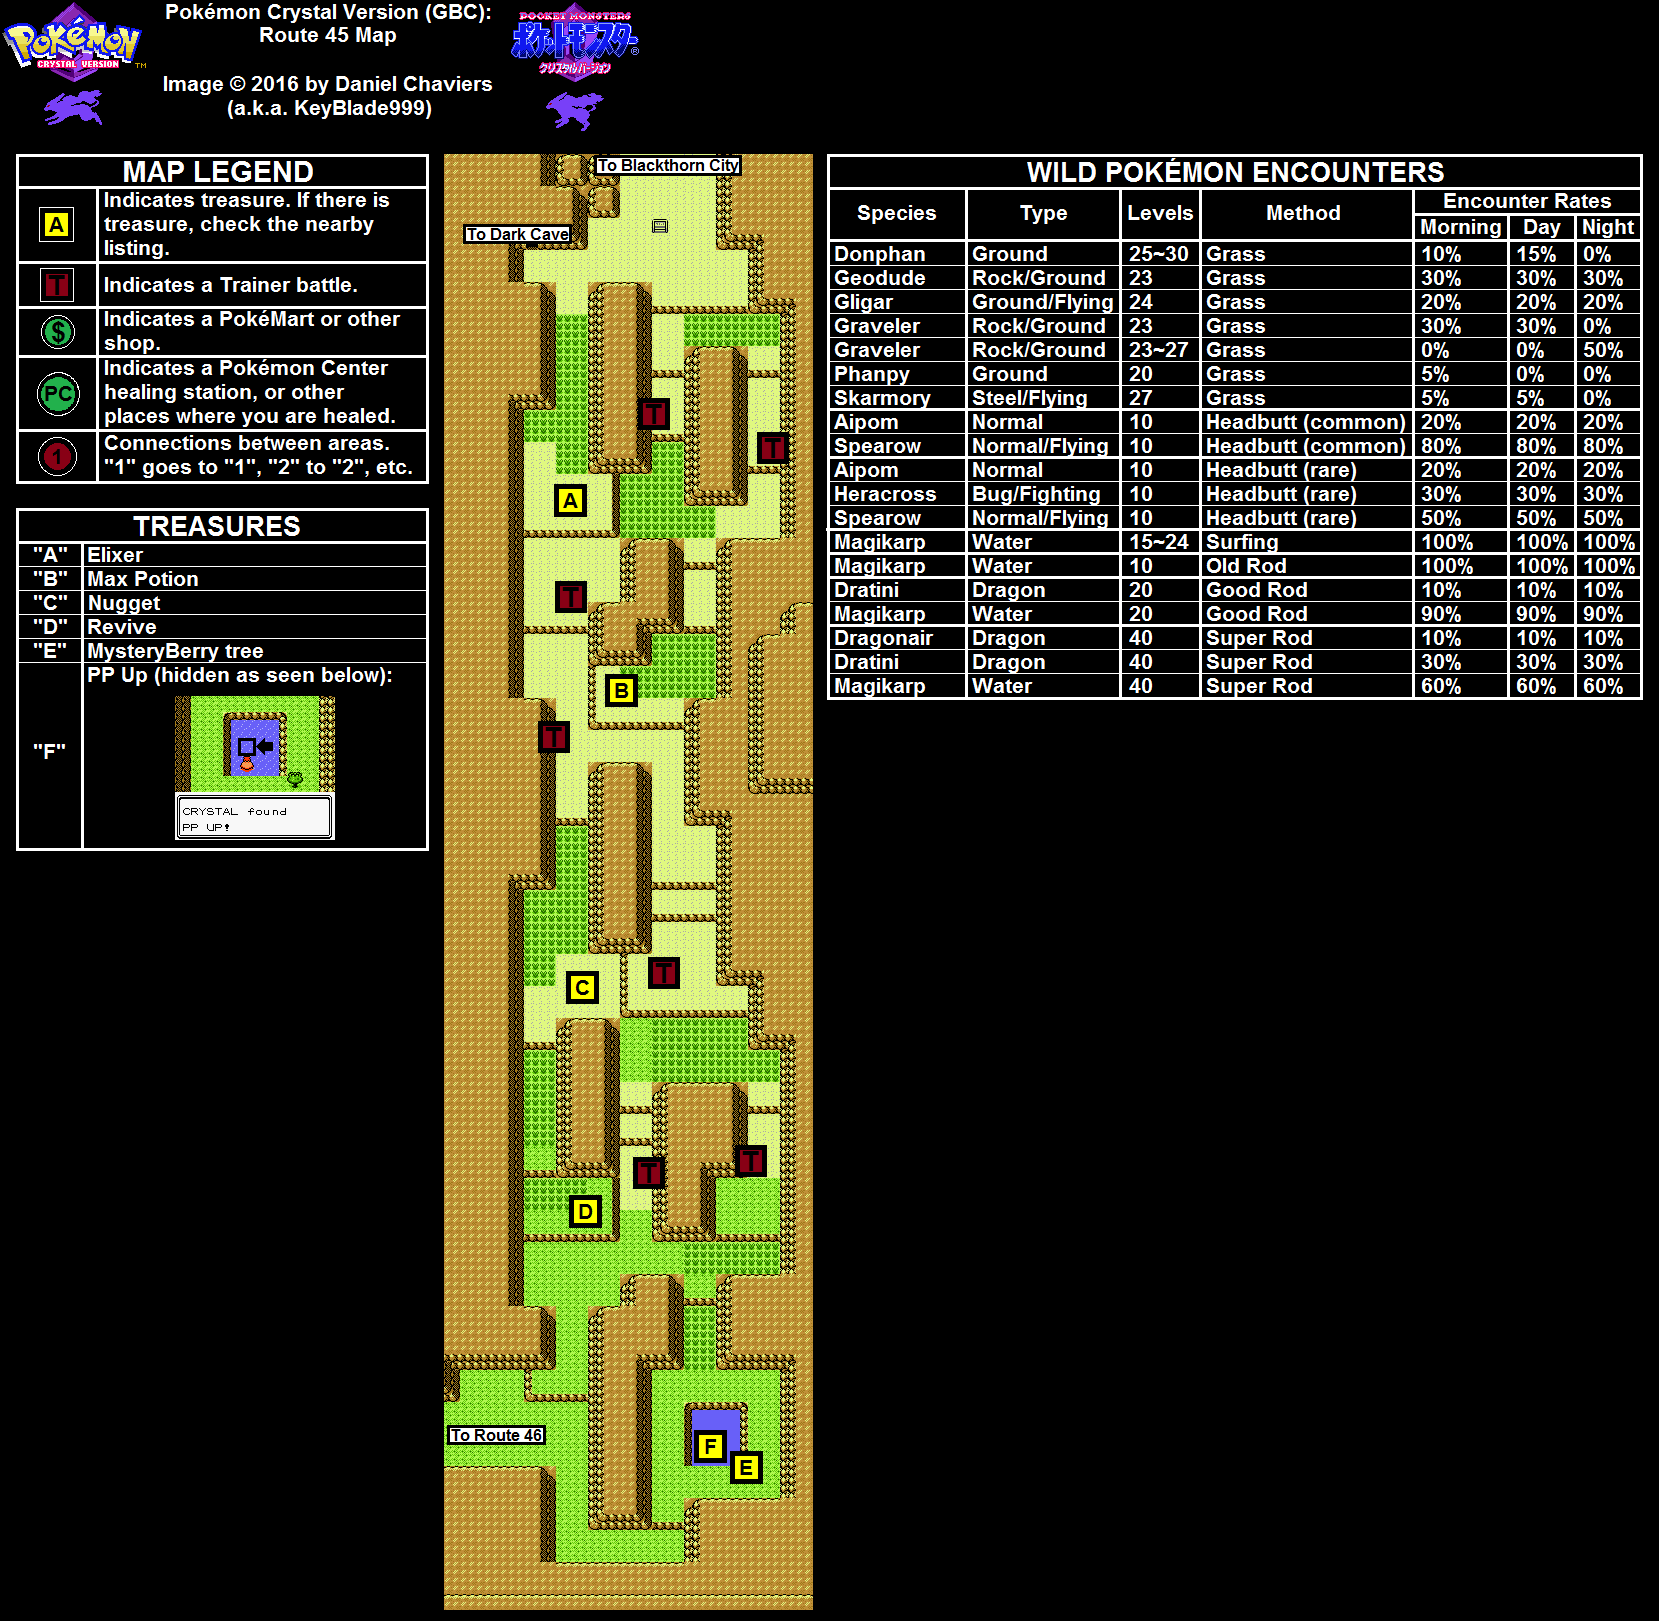 Pokémon Crystal Version (GBC):
Route 45 Map
Image © 2016 by Daniel Chaviers
(a.k.a. KeyBlade999)
POKéMON
CRYSTAL VERSION
TM
POCKET MONSTERS
ポケットモンスター
®
クリスタルバージョン
MAP LEGEND
A
Indicates treasure. If there is
treasure, check the nearby
listing.
T
Indicates a Trainer battle.
$
Indicates a PokéMart or other
shop.
PC
Indicates a Pokémon Center
healing station, or other
places where you are healed.
1
Connections between areas.
"1" goes to "1", "2" to "2", etc.
TREASURES
"A" Elixer
"B" Max Potion
"C" Nugget
"D" Revive
"E" MysteryBerry tree
"F" PP Up (hidden as seen below):
CRYSTAL found
PP UP!
To Blackthorn City
To Dark Cave
T
T
A
T
B
T
T
C
T
T
D
To Route 46
F
E
WILD POKÉMON ENCOUNTERS
Species Type Levels Method Encounter Rates
Morning Day Night
Donphan Ground 25~30 Grass 10% 15% 0%
Geodude Rock/Ground 23 Grass 30% 30% 30%
Gligar Ground/Flying 24 Grass 20% 20% 20%
Graveler Rock/Ground 23 Grass 30% 30% 0%
Graveler Rock/Ground 23~27 Grass 0% 0% 50%
Phanpy Ground 20 Grass 5% 0% 0%
Skarmory Steel/Flying 27 Grass 5% 5% 0%
Aipom Normal 10 Headbutt (common) 20% 20% 20%
Spearow Normal/Flying 10 Headbutt (common) 80% 80% 80%
Aipom Normal 10 Headbutt (rare) 20% 20% 20%
Heracross Bug/Fighting 10 Headbutt (rare) 30% 30% 30%
Spearow Normal/Flying 10 Headbutt (rare) 50% 50% 50%
Magikarp Water 15~24 Surfing 100% 100% 100%
Magikarp Water 10 Old Rod 100% 100% 100%
Dratini Dragon 20 Good Rod 10% 10% 10%
Magikarp Water 20 Good Rod 90% 90% 90%
Dragonair Dragon 40 Super Rod 10% 10% 10%
Dratini Dragon 40 Super Rod 30% 30% 30%
Magikarp Water 40 Super Rod 60% 60% 60%